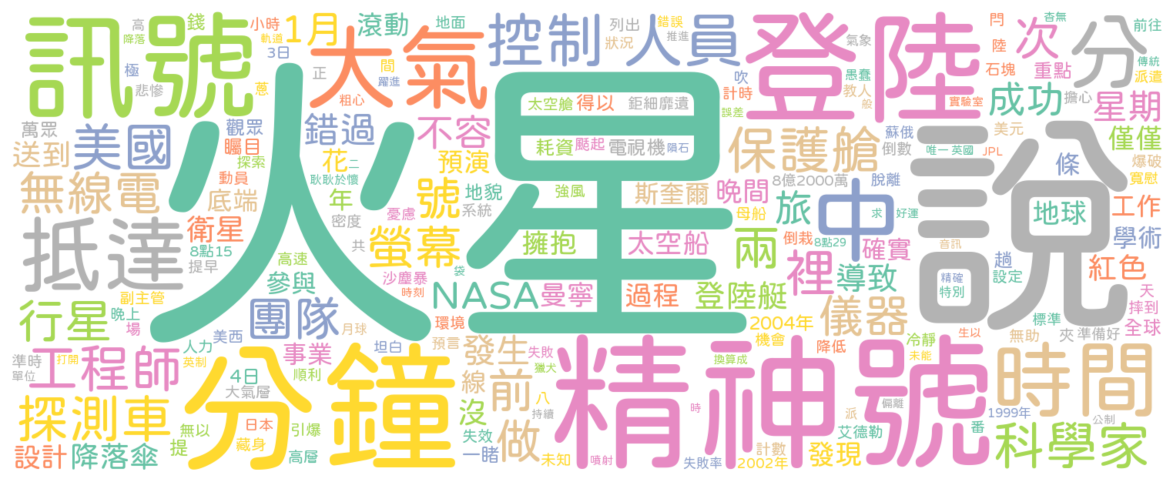 火星
說
精神號
登陸
分鐘
訊號
大氣
抵達
時間
控制人員
分
次
中
美國
無線電
錯過
不容
1月
滾動
地面
小時
錢
高
降落
軌道
3日
極
悲慘
蔥
躍進
間
正
粗心
列出
狀況
錯誤
推進
氣象
愚蠢
教人
般
吹
計時
誤差
門
陸
石塊
重點
實驗室
前往
杳無
傳統
派遣
成功
擔心
星期
萬眾
矚目
觀眾
探索
送到
動員
底端
花
二
耿耿於懷
年
預演
號
地貌
系統
憂慮
密度
共
太空艙
得以
鉅細靡遺
耗資
颳起
電視機
隕石
強風
斯奎爾
保護艙
晚間
母船
8億2000萬
蘇俄
倒數
唯一
英國
JPL
美元
脫離
僅僅
爆破
寬慰
條
地球
工作
學術
紅色
旅
求
好運
倒栽
8點29
確實
趟
設定
裡
導致
音訊
精確
特別
標準
天
摔到
全球
衛星
8點15
提早
高速
參與
螢幕
沙塵暴
時刻
袋
擁抱
太空船
兩
NASA
曼寧
過程
登陸艇
行星
副主管
晚上
場
團隊
美西
月球
環境
坦白
預言
儀器
2004年
機會
降低
冷靜
無助
生以
未能
夾
準備好
準時
單位
工程師
人力
英制
打開
事業
順利
4日
大氣層
發生
失敗
獵犬
線
前
八
持續
換算成
沒
做
探測車
設計
降落傘
無以
提
日本
藏身
引爆
高層
失效
一睹
未知
噴射
時
失敗率
2002年
計數
派
偏離
艾德勒
發現
番
1999年
公制
科學家